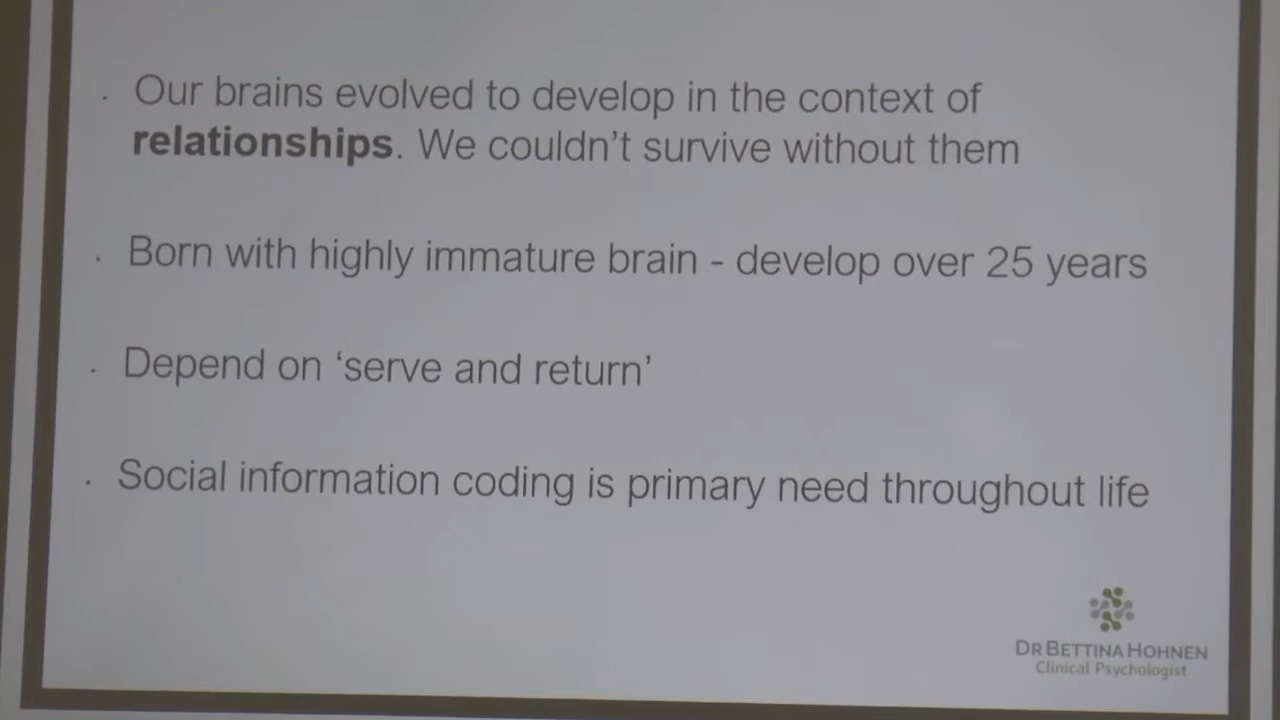 . Our brains evolved to develop in the context of
relationships. We couldn't survive without them
. Born with highly immature brain - develop over 25 years
. Depend on ‘serve and return’
. Social information coding is primary need throughout life
DR BETTINA HOHNEN
Clinical Psychologist